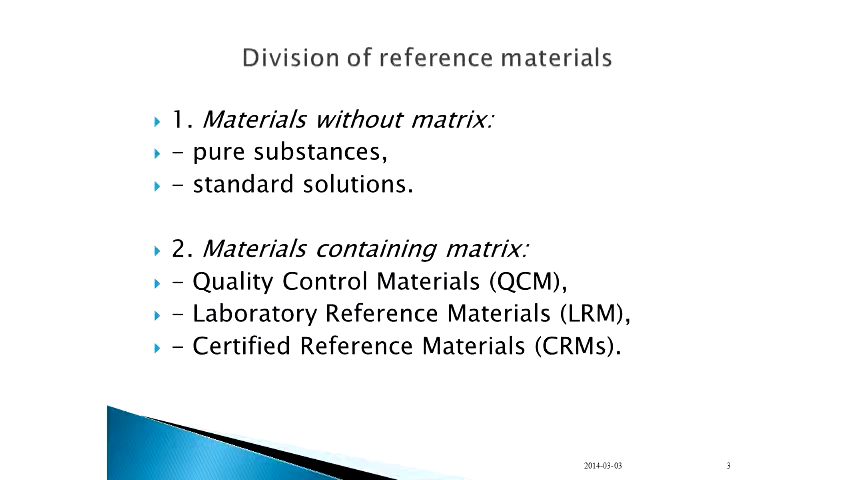 Division of reference materials
1. Materials without matrix:
- pure substances,
- standard solutions.
2. Materials containing matrix:
- Quality Control Materials (QCM),
- Laboratory Reference Materials (LRM),
- Certified Reference Materials (CRMs).
2014-03-03
3